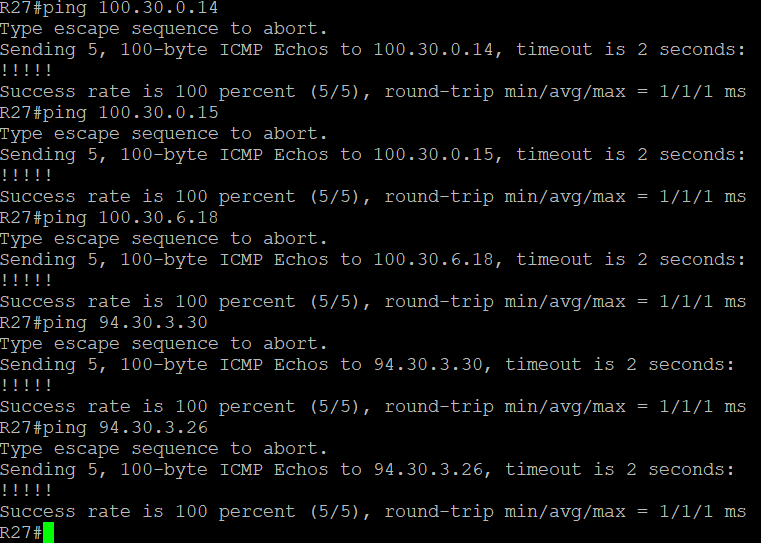 R27#ping 100.30.0.14
Type escape sequence to abort.
Sending 5, 100-byte ICMP Echos to 100.30.0.14, timeout is 2 seconds:
!!!!!
Success rate is 100 percent (5/5), round-trip min/avg/max = 1/1/1 ms
R27#ping 100.30.0.15
Type escape sequence to abort.
Sending 5, 100-byte ICMP Echos to 100.30.0.15, timeout is 2 seconds:
!!!!!
Success rate is 100 percent (5/5), round-trip min/avg/max = 1/1/1 ms
R27#ping 100.30.6.18
Type escape sequence to abort.
Sending 5, 100-byte ICMP Echos to 100.30.6.18, timeout is 2 seconds:
!!!!!
Success rate is 100 percent (5/5), round-trip min/avg/max = 1/1/1 ms
R27#ping 94.30.3.30
Type escape sequence to abort.
Sending 5, 100-byte ICMP Echos to 94.30.3.30, timeout is 2 seconds:
!!!!!
Success rate is 100 percent (5/5), round-trip min/avg/max = 1/1/1 ms
R27#ping 94.30.3.26
Type escape sequence to abort.
Sending 5, 100-byte ICMP Echos to 94.30.3.26, timeout is 2 seconds:
!!!!!
Success rate is 100 percent (5/5), round-trip min/avg/max = 1/1/1 ms
R27#